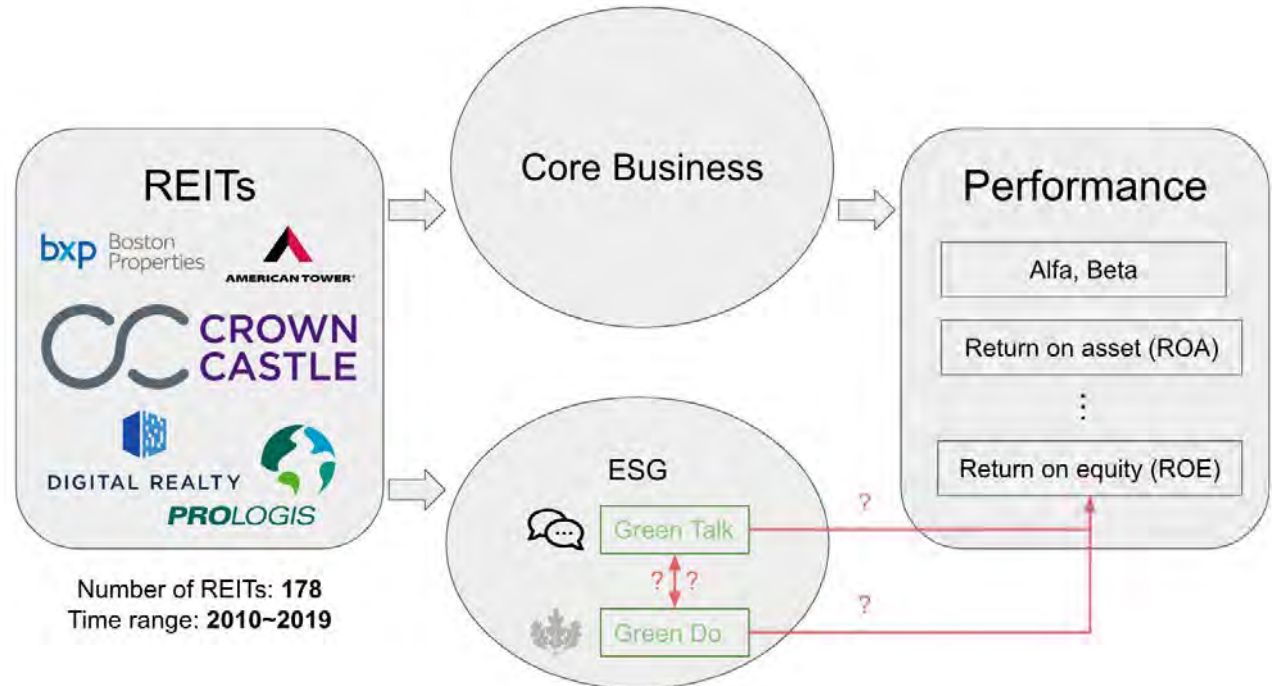 REITs
bxp Boston
Properties
AMERICAN TOWER®
CROWN
CASTLE
DIGITAL REALTY
PROLOGIS
Number of REITs: 178
Time range: 2010~2019
Core Business
ESG
Green Talk
? ?
Green Do
?
?
Performance
Alfa, Beta
Return on asset (ROA)
⋮
Return on equity (ROE)